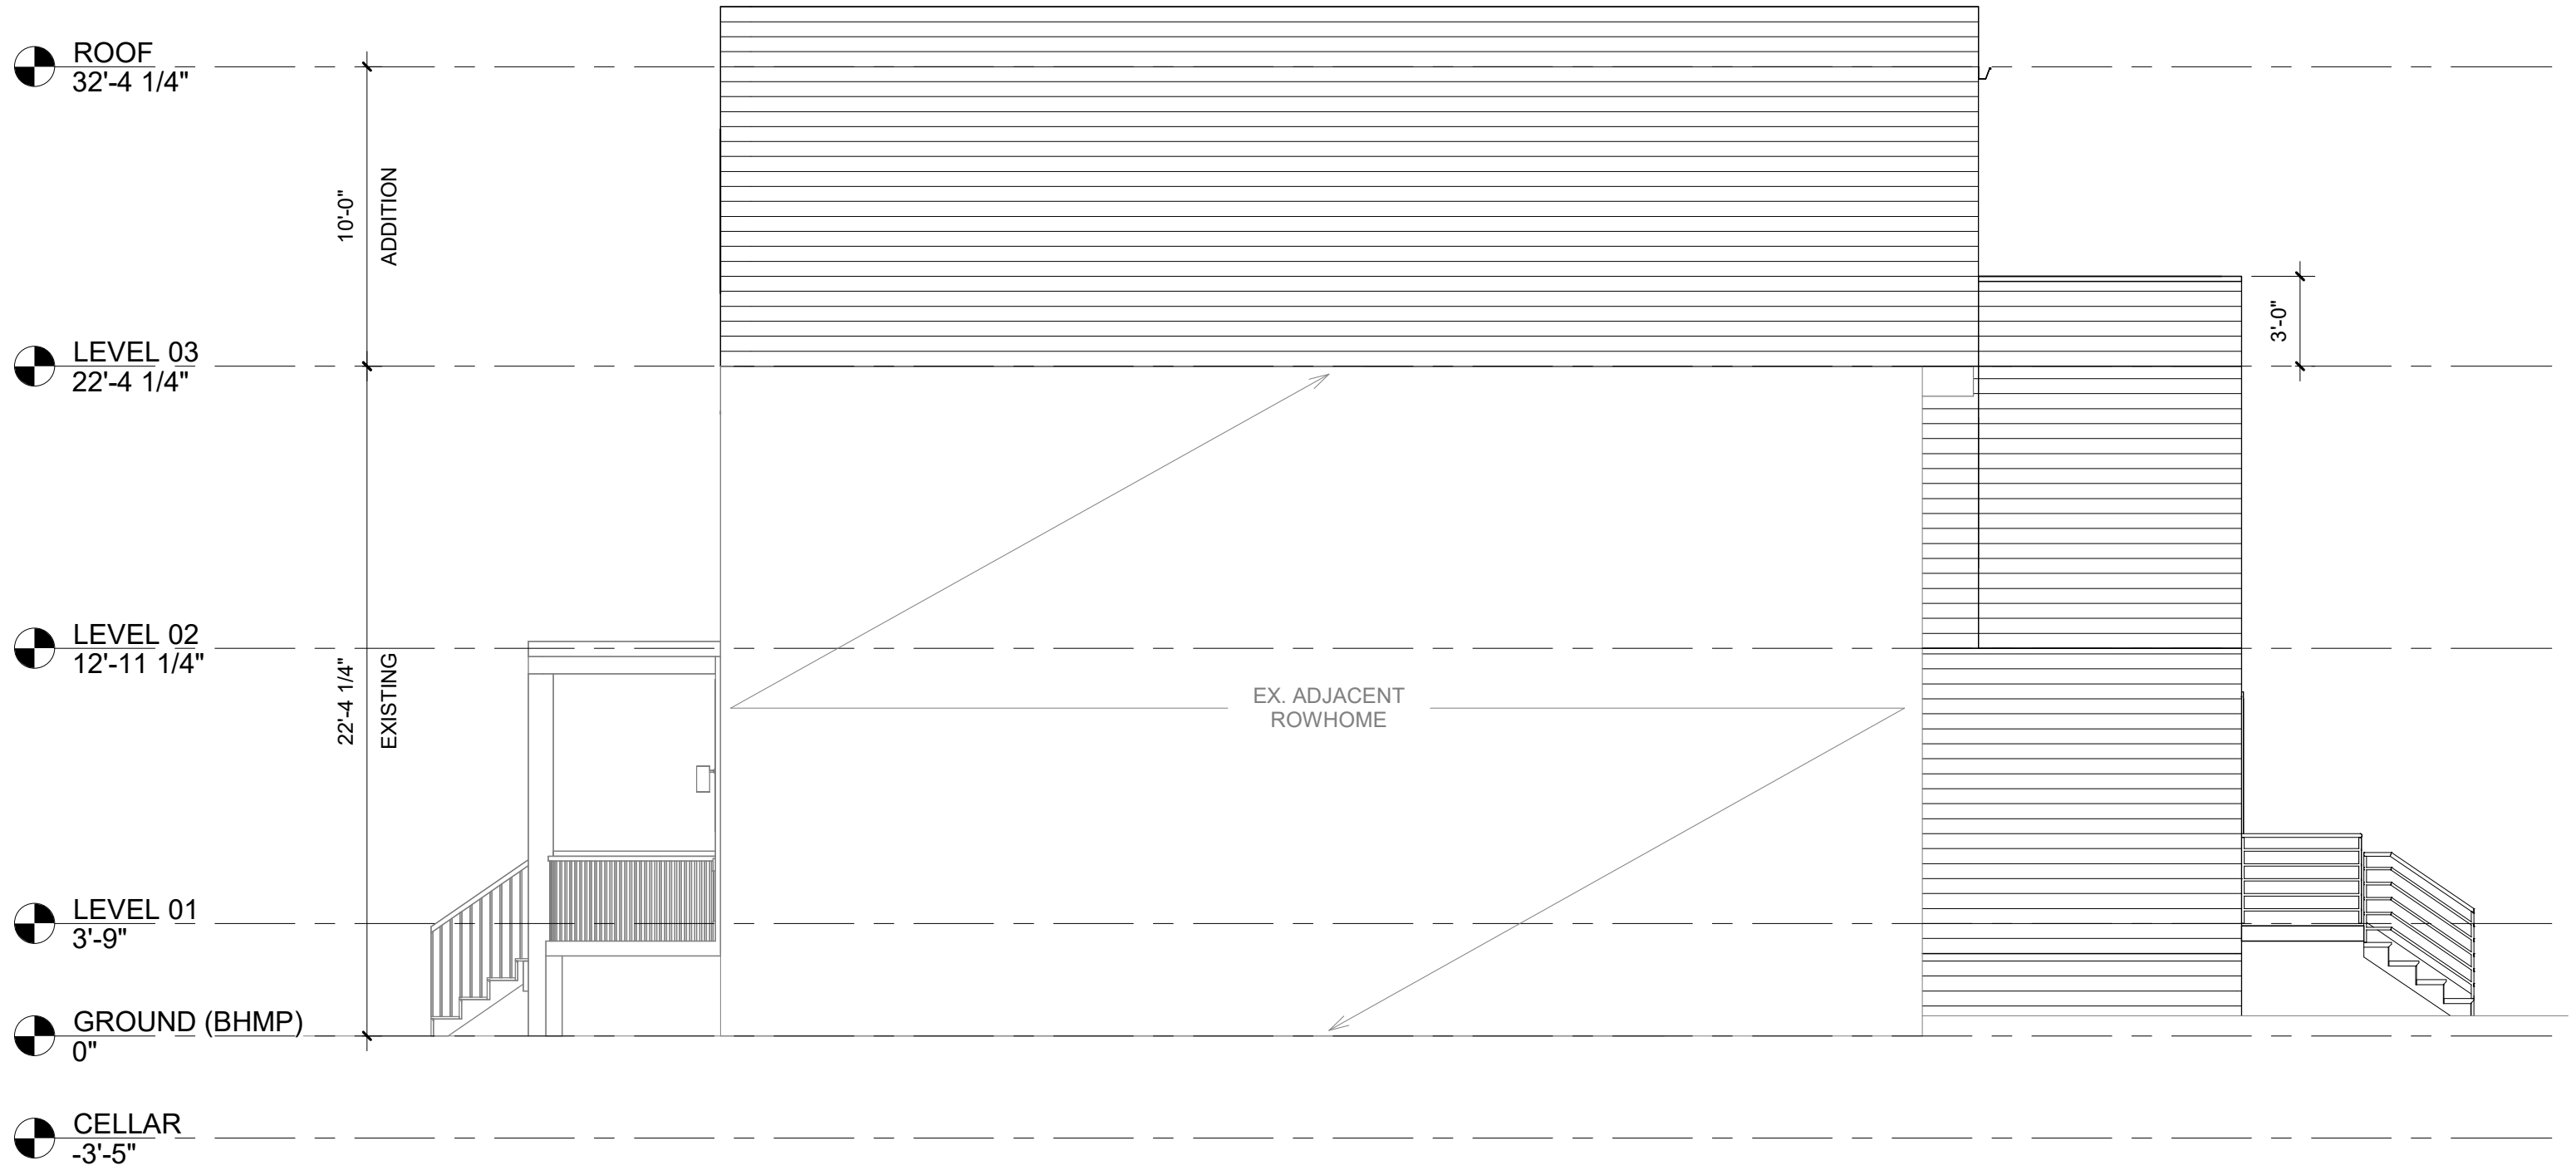 ROOF
32'-4 1/4"
10'-0"
ADDITION
3'-0"
LEVEL 03
22'-4 1/4"
LEVEL 02
12'-11 1/4"
22'-4 1/4"
EXISTING
EX. ADJACENT
ROWHOME
LEVEL 01
3'-9"
GROUND (BHMP)
0"
CELLAR
-3'-5"